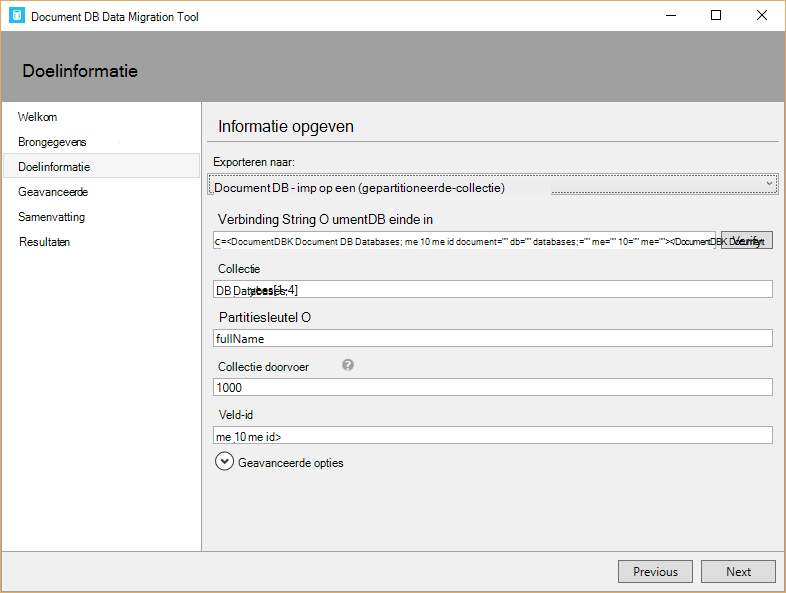 Document DB Data Migration Tool
Doelinformatie
Welkom
Brongegevens
Doelinformatie
Geavanceerde
Samenvatting
Resultaten
Informatie opgeven
Exporteren naar:
Document DB - imp op een (gepartitioneerde-collectie)
Verbinding String O umentDB einde in
C=<DocumentDBK Document DB Databases; me 10 me id document="" db="" databases;="" me="" 10="" me=""></DocumentDBK Document
Verify
Collectie
DB Databases;
Partitiesleutel O
fullName
Collectie doorvoer
1000
Veld-id
me 10 me id>
Geavanceerde opties
Previous
Next